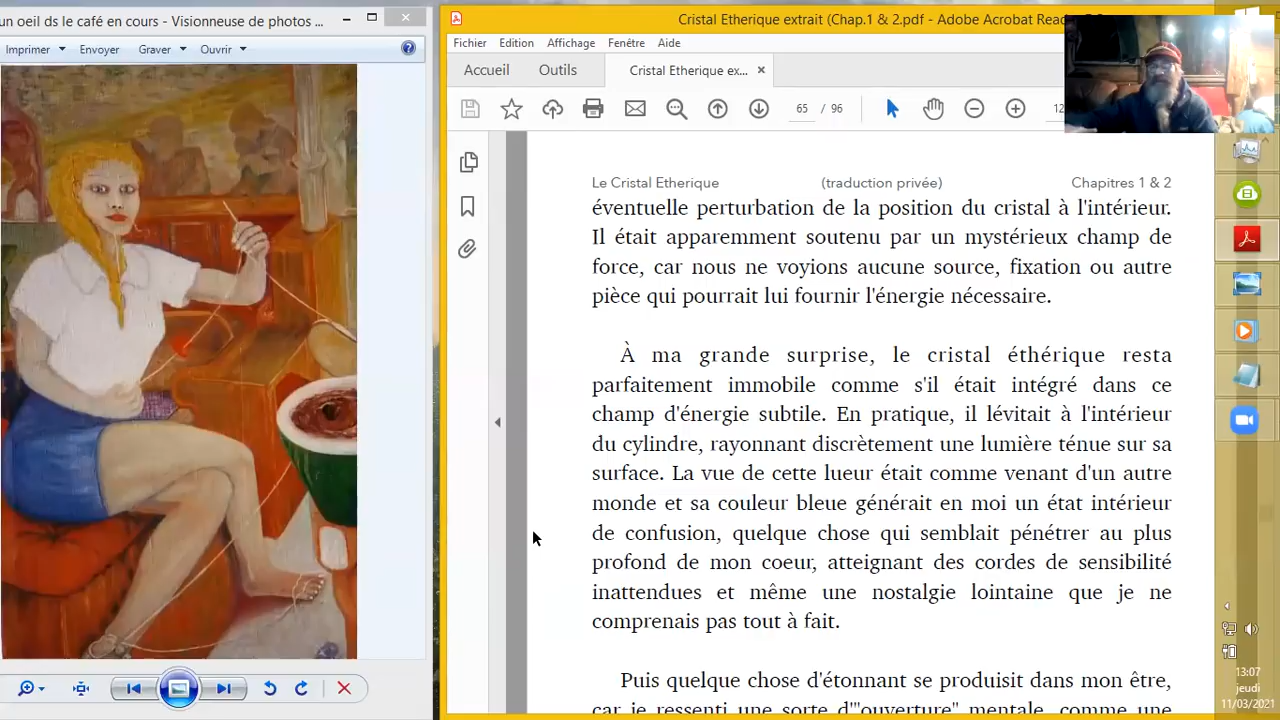 un oeil ds le café en cours - Visionneuse de photos ...
Imprimer
Envoyer
Graver
Ouvrir
Cristal Etherique extrait (Chap.1 & 2.pdf - Adobe Acrobat
Fichier
Edition
Affichage
Fenêtre
Aide
Accueil
Outils
Cristal Etherique ex...
65 / 96
Le Cristal Etherique (traduction privée) Chapitres 1 & 2
éventuelle perturbation de la position du cristal à l'intérieur.
Il était apparemment soutenu par un mystérieux champ de
force, car nous ne voyions aucune source, fixation ou autre
pièce qui pourrait lui fournir l'énergie nécessaire.
À ma grande surprise, le cristal éthérique resta
parfaitement immobile comme s'il était intégré dans ce
champ d'énergie subtile. En pratique, il lévitait à l'intérieur
du cylindre, rayonnant discrètement une lumière ténue sur sa
surface. La vue de cette lueur était comme venant d'un autre
monde et sa couleur bleue générait en moi un état intérieur
de confusion, quelque chose qui semblait pénétrer au plus
profond de mon coeur, atteignant des cordes de sensibilité
inattendues et même une nostalgie lointaine que je ne
comprenais pas tout à fait.
Puis quelque chose d'étonnant se produisit dans mon être,
car je ressenti une sorte d'"ouverture" mentale, comme une
13:07
jeudi
11/03/2021